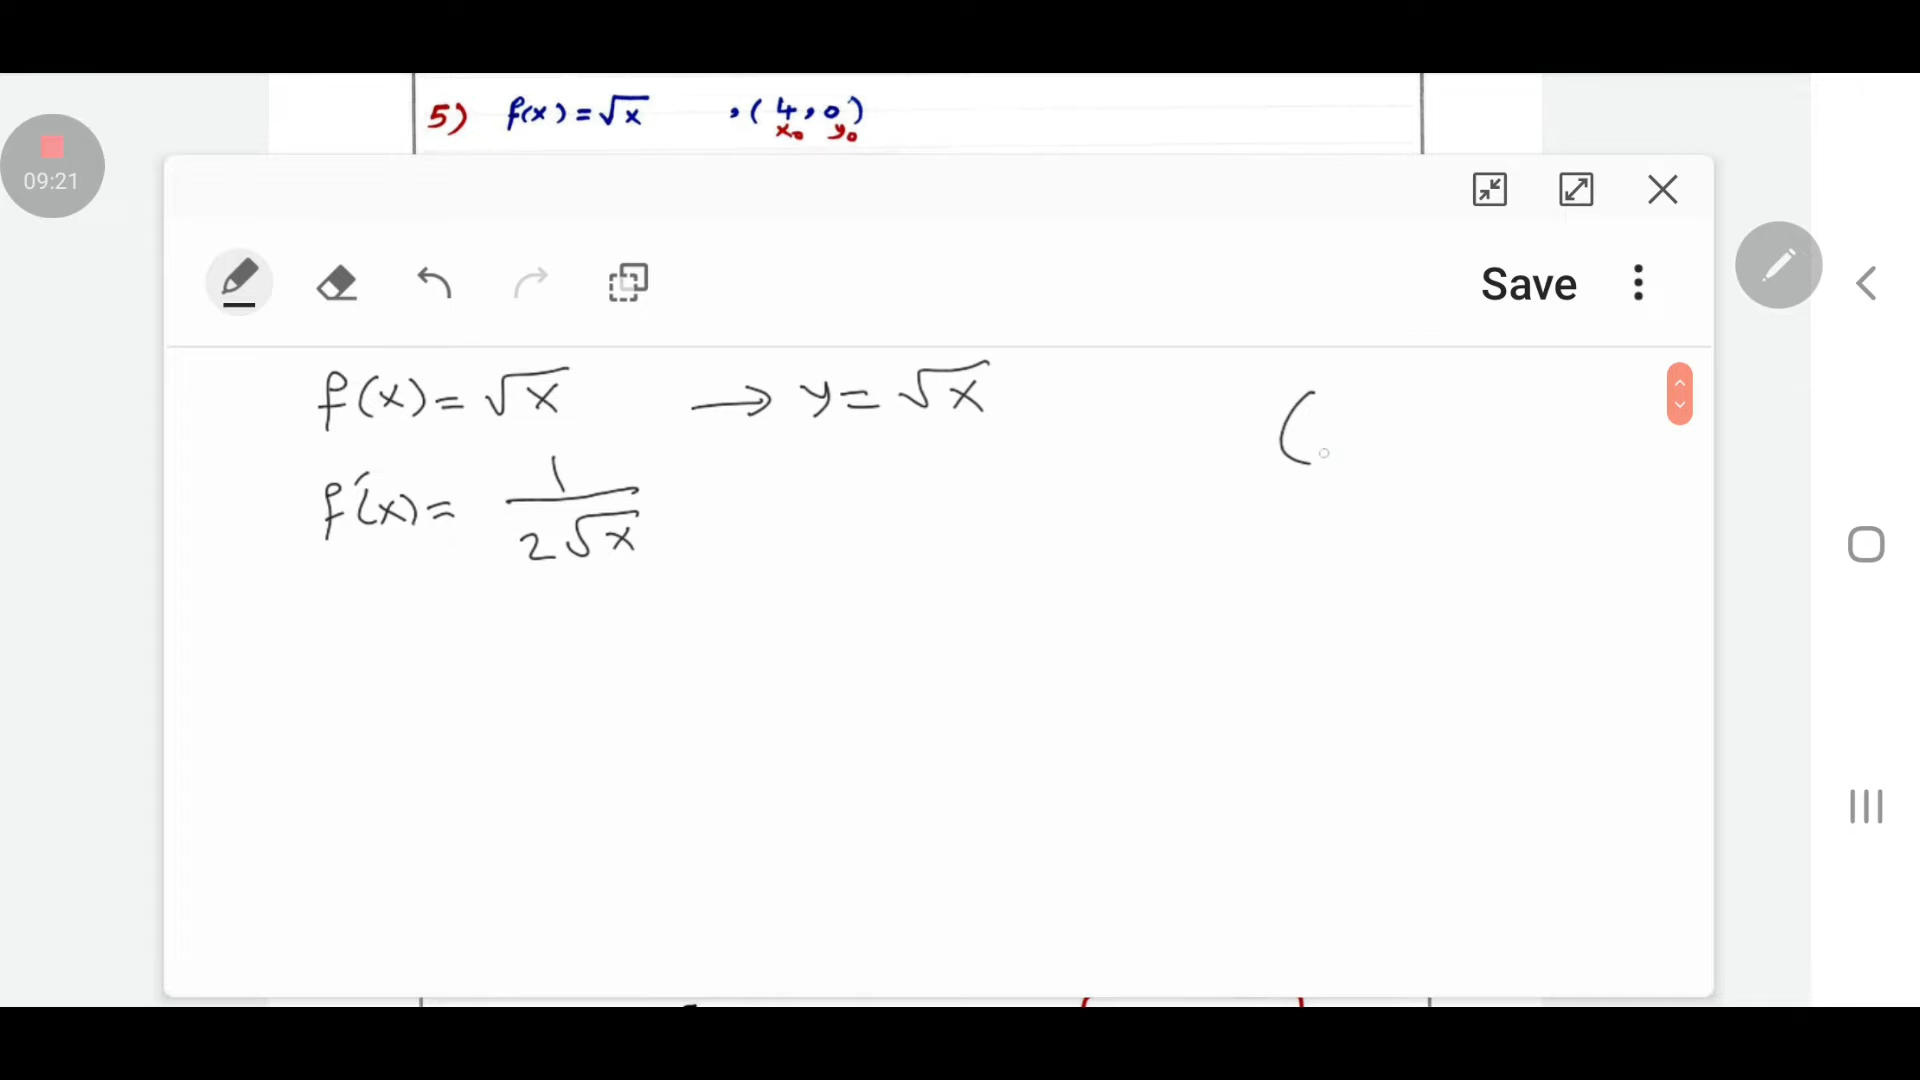 5) f(x) = √x , (4, 0)
x₀ y₀
09:21
Save
f(x) = √x → y = √x (
f'(x) = 1/(2√x)